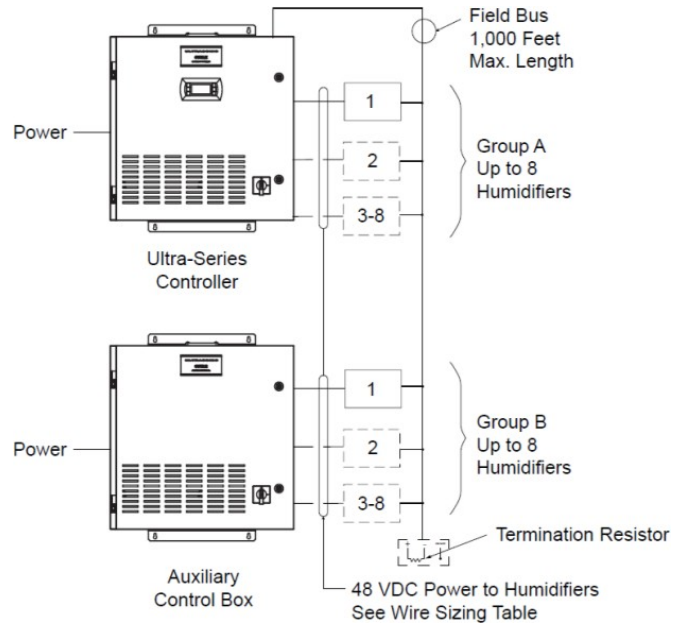 Field Bus
1,000 Feet
Max. Length
Power
1
2
3-8
Group A
Up to 8
Humidifiers
Ultra-Series
Controller
Power
1
2
3-8
Group B
Up to 8
Humidifiers
Termination Resistor
Auxiliary
Control Box
48 VDC Power to Humidifiers
See Wire Sizing Table